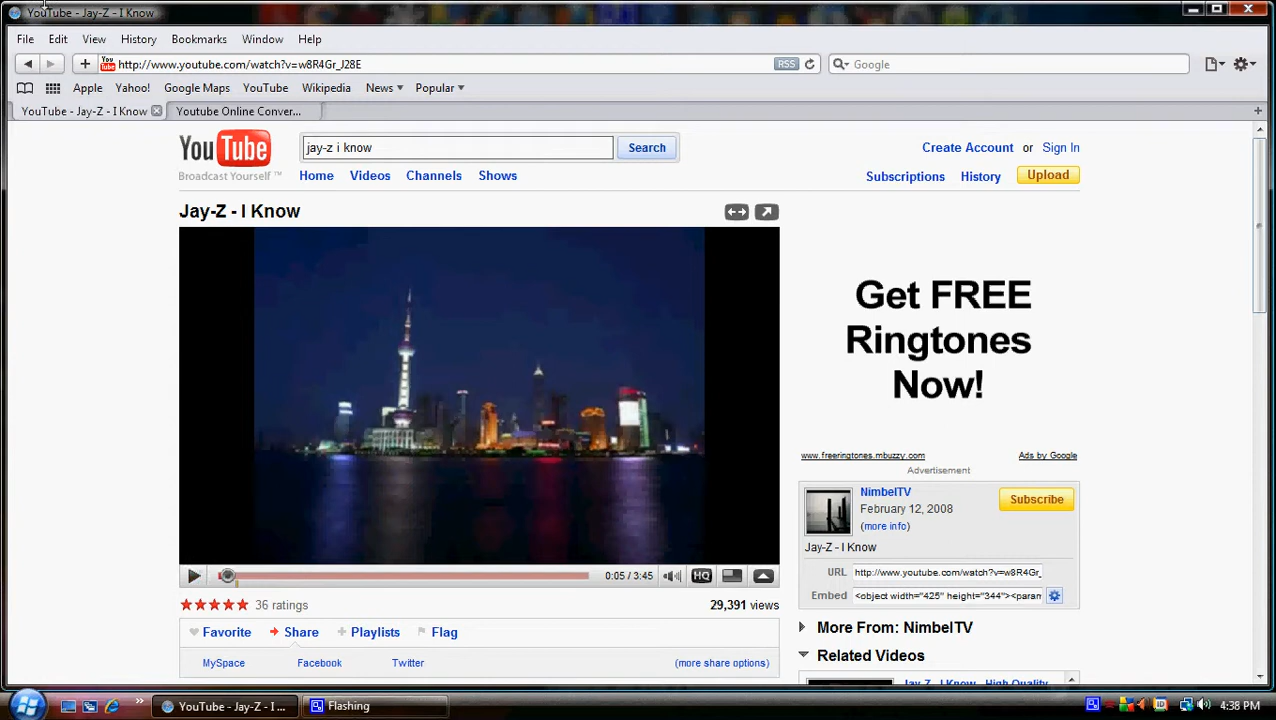 YouTube - Jay-Z - I Know
File Edit View History Bookmarks Window Help
http://www.youtube.com/watch?v=w8R4Gr_J28E RSS Google
Apple Yahoo! Google Maps YouTube Wikipedia News Popular
YouTube - Jay-Z - I Know Youtube Online Conver...
YouTube jay-z i know Search Create Account or Sign In
Broadcast Yourself™ Home Videos Channels Shows Subscriptions History Upload
Jay-Z - I Know
Get FREE
Ringtones
Now!
www.freeringtones.mbuzzy.com Ads by Google
Advertisement
NimbelTV Subscribe
February 12, 2008
(more info)
Jay-Z - I Know
URL http://www.youtube.com/watch?v=w8R4Gr_
Embed <object width="425" height="344"><param
0:05 / 3:45 HQ
36 ratings 29,391 views
Favorite Share Playlists Flag
MySpace Facebook Twitter (more share options)
More From: NimbelTV
Related Videos
Jay-Z - I Know - High Quality
YouTube - Jay-Z - I ... Flashing 4:38 PM